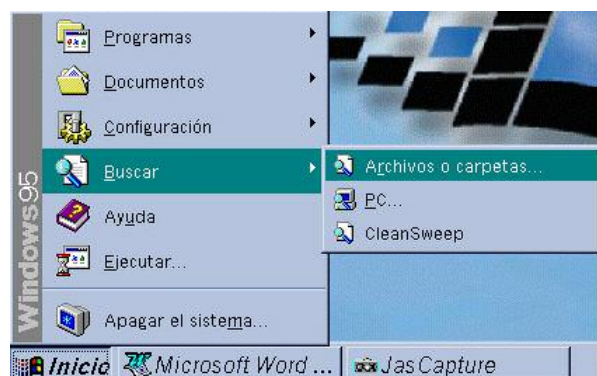 Programas
Documentos
Configuración
Buscar
Archivos o carpetas...
PC...
CleanSweep
Ayuda
Ejecutar...
Apagar el sistema...
Windows95
Inicio
Microsoft Word ...
JasCapture